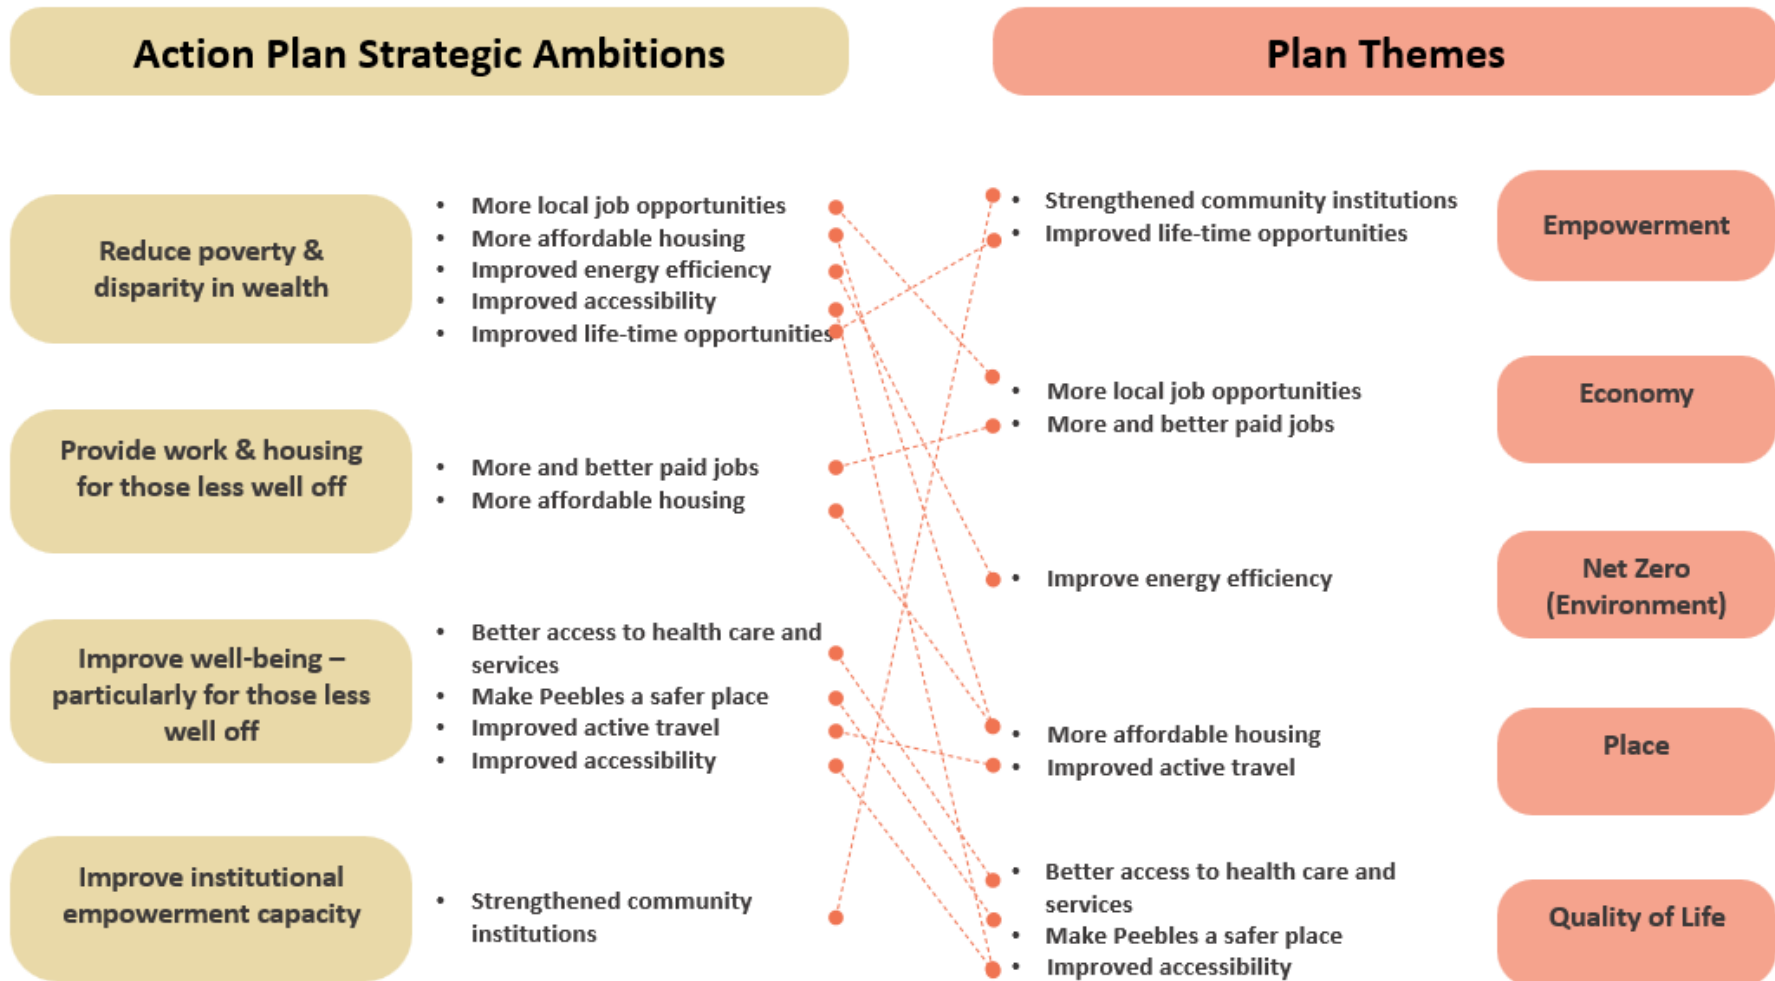 Action Plan Strategic Ambitions
Plan Themes
Reduce poverty &
disparity in wealth
• More local job opportunities
• More affordable housing
• Improved energy efficiency
• Improved accessibility
• Improved life-time opportunities
Provide work & housing
for those less well off
• More and better paid jobs
• More affordable housing
Improve well-being –
particularly for those less
well off
• Better access to health care and
services
• Make Peebles a safer place
• Improved active travel
• Improved accessibility
Improve institutional
empowerment capacity
• Strengthened community
institutions
• Strengthened community institutions
• Improved life-time opportunities
Empowerment
• More local job opportunities
• More and better paid jobs
Economy
• Improve energy efficiency
Net Zero
(Environment)
• More affordable housing
• Improved active travel
Place
• Better access to health care and
services
• Make Peebles a safer place
• Improved accessibility
Quality of Life